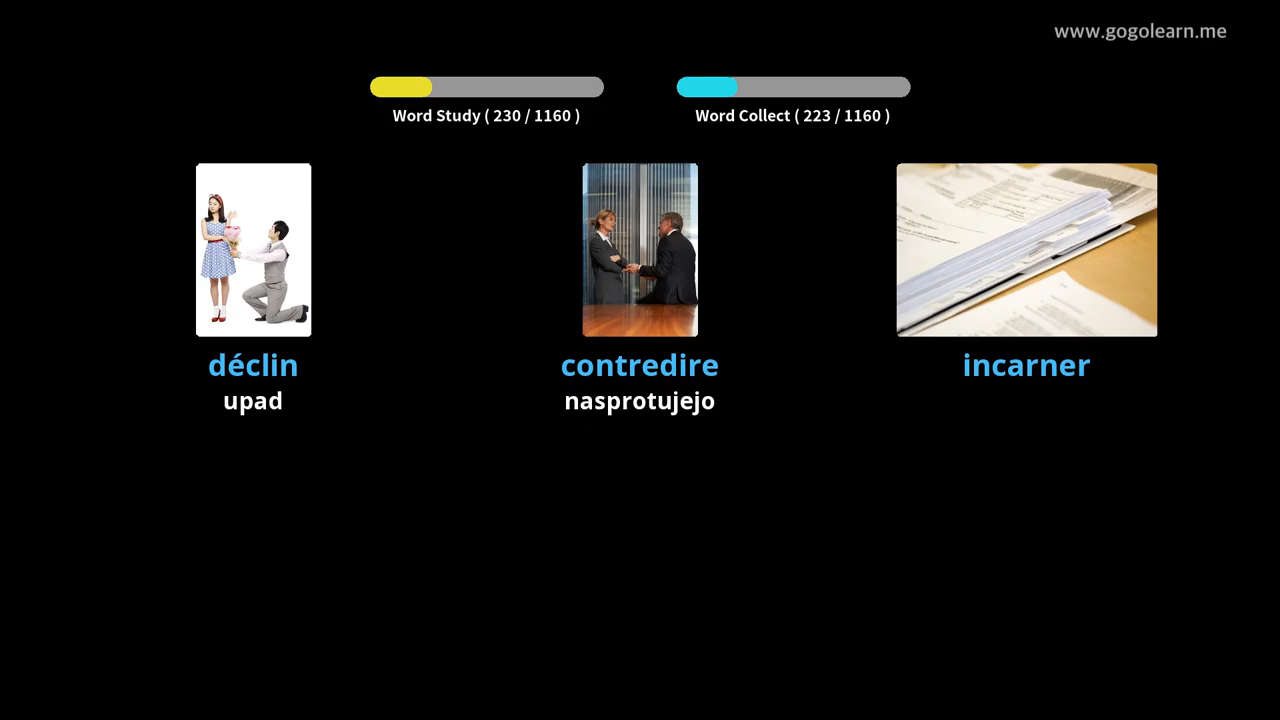 www.gogolearn.me
Word Study ( 230 / 1160 )
Word Collect ( 223 / 1160 )
déclin
contredire
incarner
upad
nasprotujejo